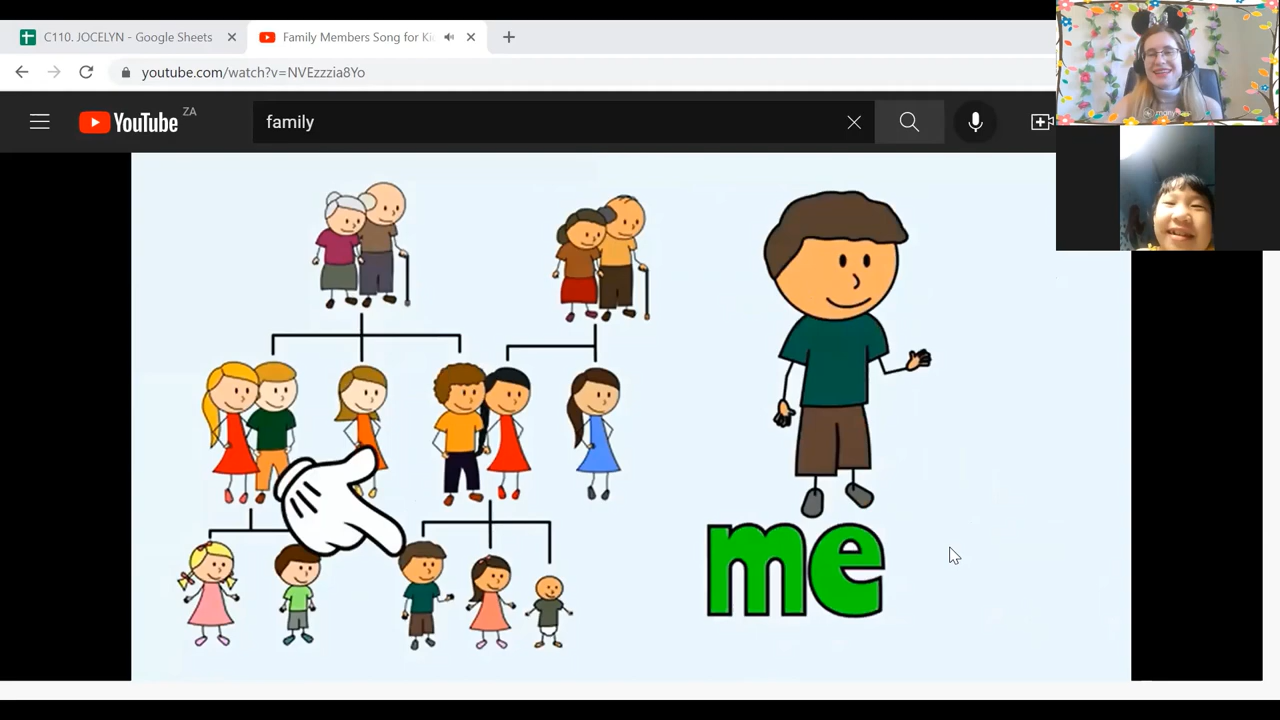 C110. JOCELYN - Google Sheets
Family Members Song for Ki
youtube.com/watch?v=NVEzzzia8Yo
YouTube ZA
family
me